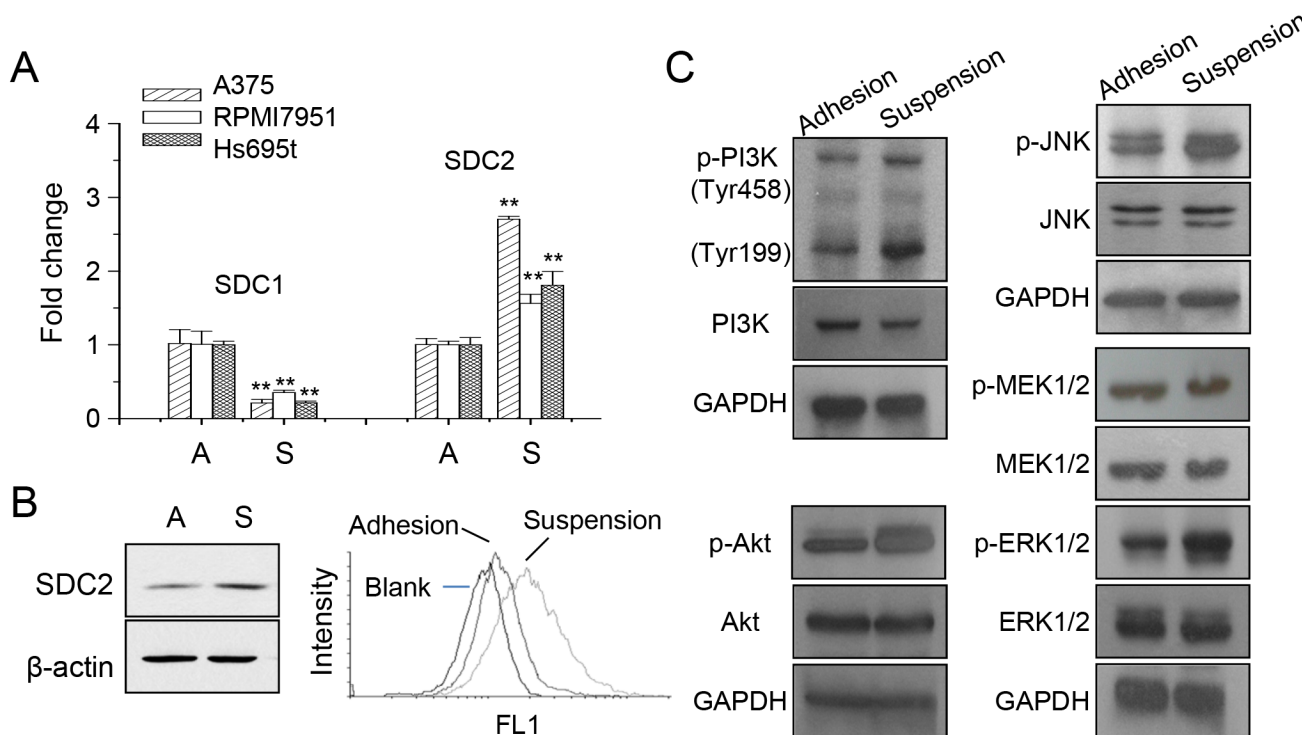 A
A375
RPMI7951
Hs695t
Fold change
4
3
2
1
0
SDC1
SDC2
** ** **
**
** **
A S A S
B
A S
SDC2
β-actin
Adhesion Suspension
Blank
Intensity
FL1
C
Adhesion Suspension
p-PI3K
(Tyr458)
(Tyr199)
PI3K
GAPDH
p-Akt
Akt
GAPDH
Adhesion Suspension
p-JNK
JNK
GAPDH
p-MEK1/2
MEK1/2
p-ERK1/2
ERK1/2
GAPDH